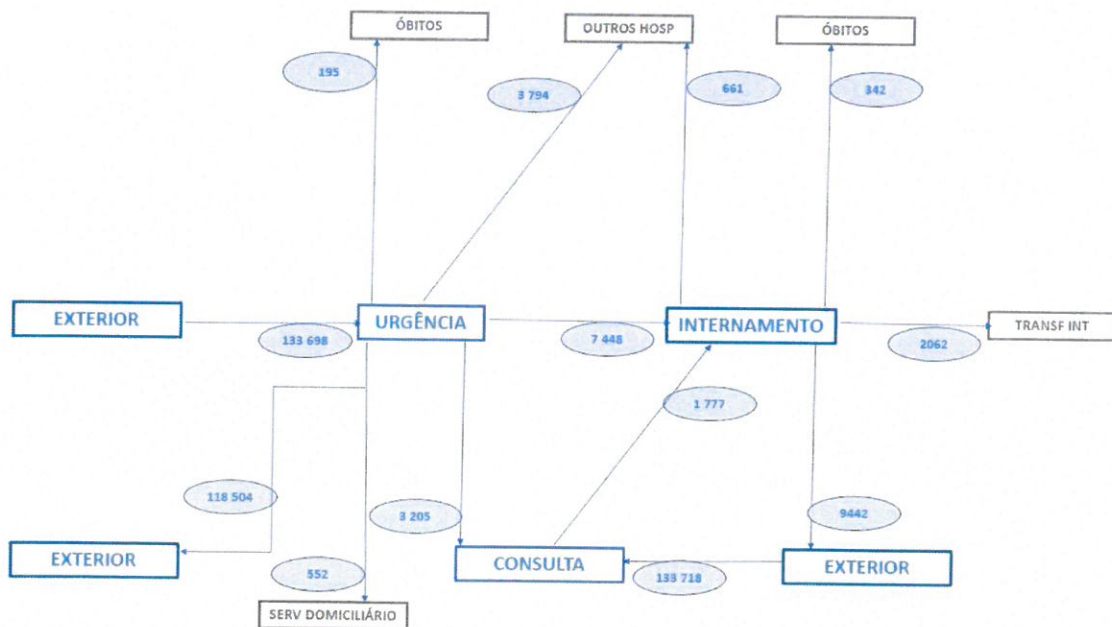 ÓBITOS
OUTROS HOSP
ÓBITOS
195
3 794
661
342
EXTERIOR
URGÊNCIA
INTERNAMENTO
TRANSF INT
133 698
7 448
2062
1 777
118 504
3 205
9442
EXTERIOR
CONSULTA
EXTERIOR
552
133 718
SERV DOMICILIÁRIO